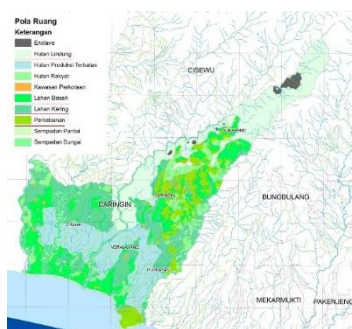 Pola Ruang
Keterangan
Enclave
Hutan Lindung
Hutan Produksi Terbatas
Hutan Rakyat
Kawasan Perkotaan
Lahan Basah
Lahan Kering
Perkebunan
Sempadan Pantai
Sempadan Sungai
CISEWU
BUNGBULANG
CARINGIN
MEKARMUKTI
PAKENJENG